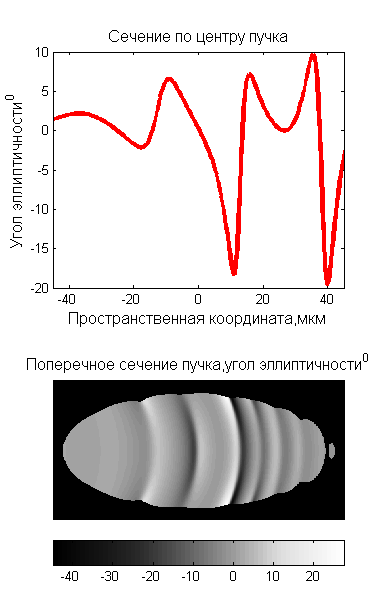 Сечение по центру пучка
10
5
0
-5
-10
-15
-20
Угол эллиптичности⁰
-40 -20 0 20 40
Пространственная координата,мкм
Поперечное сечение пучка,угол эллиптичности⁰
-40 -30 -20 -10 0 10 20